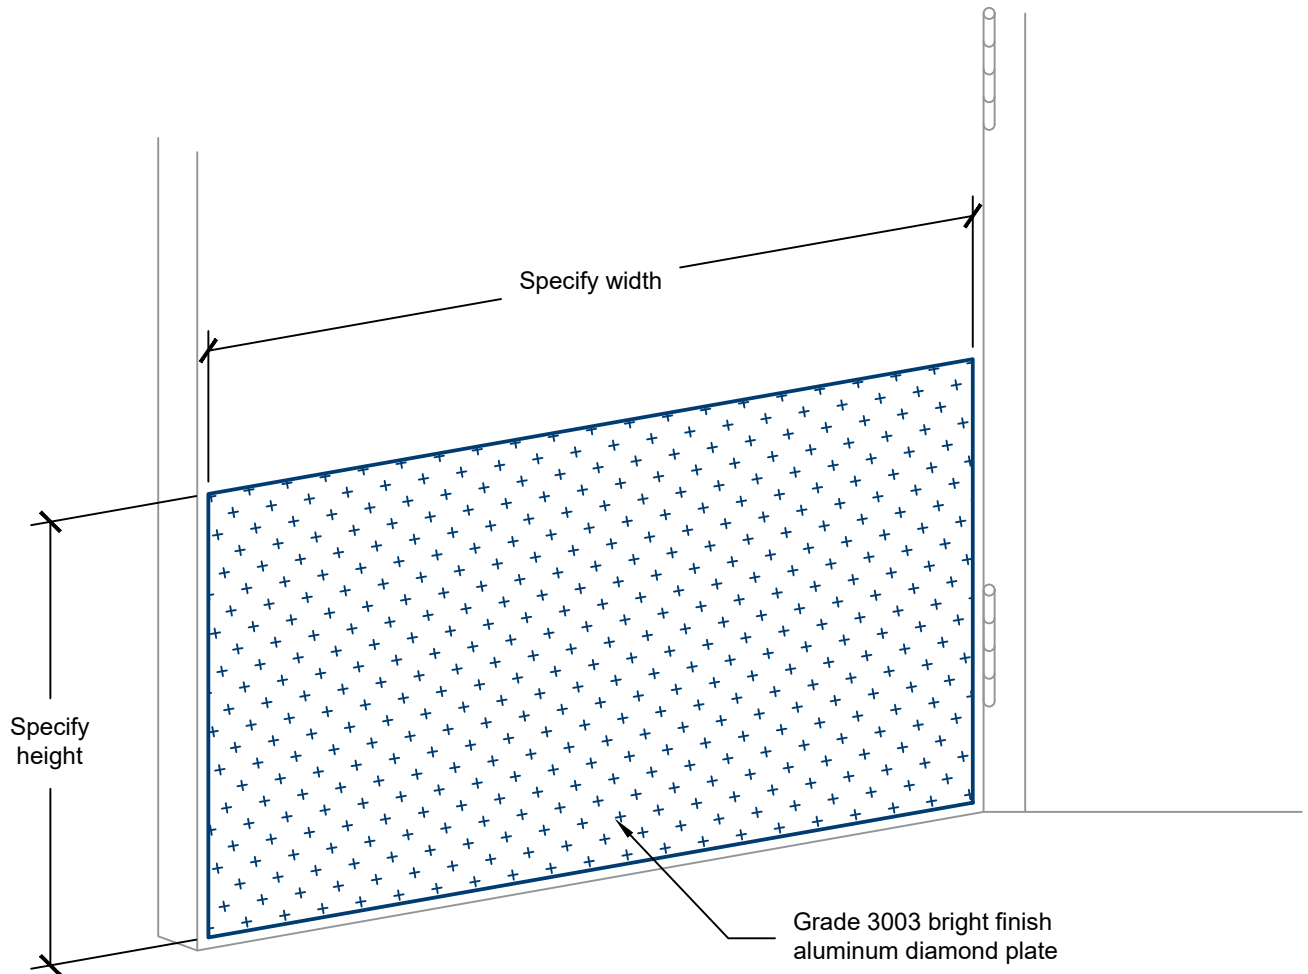 Specify width
Specify
height
Grade 3003 bright finish
aluminum diamond plate